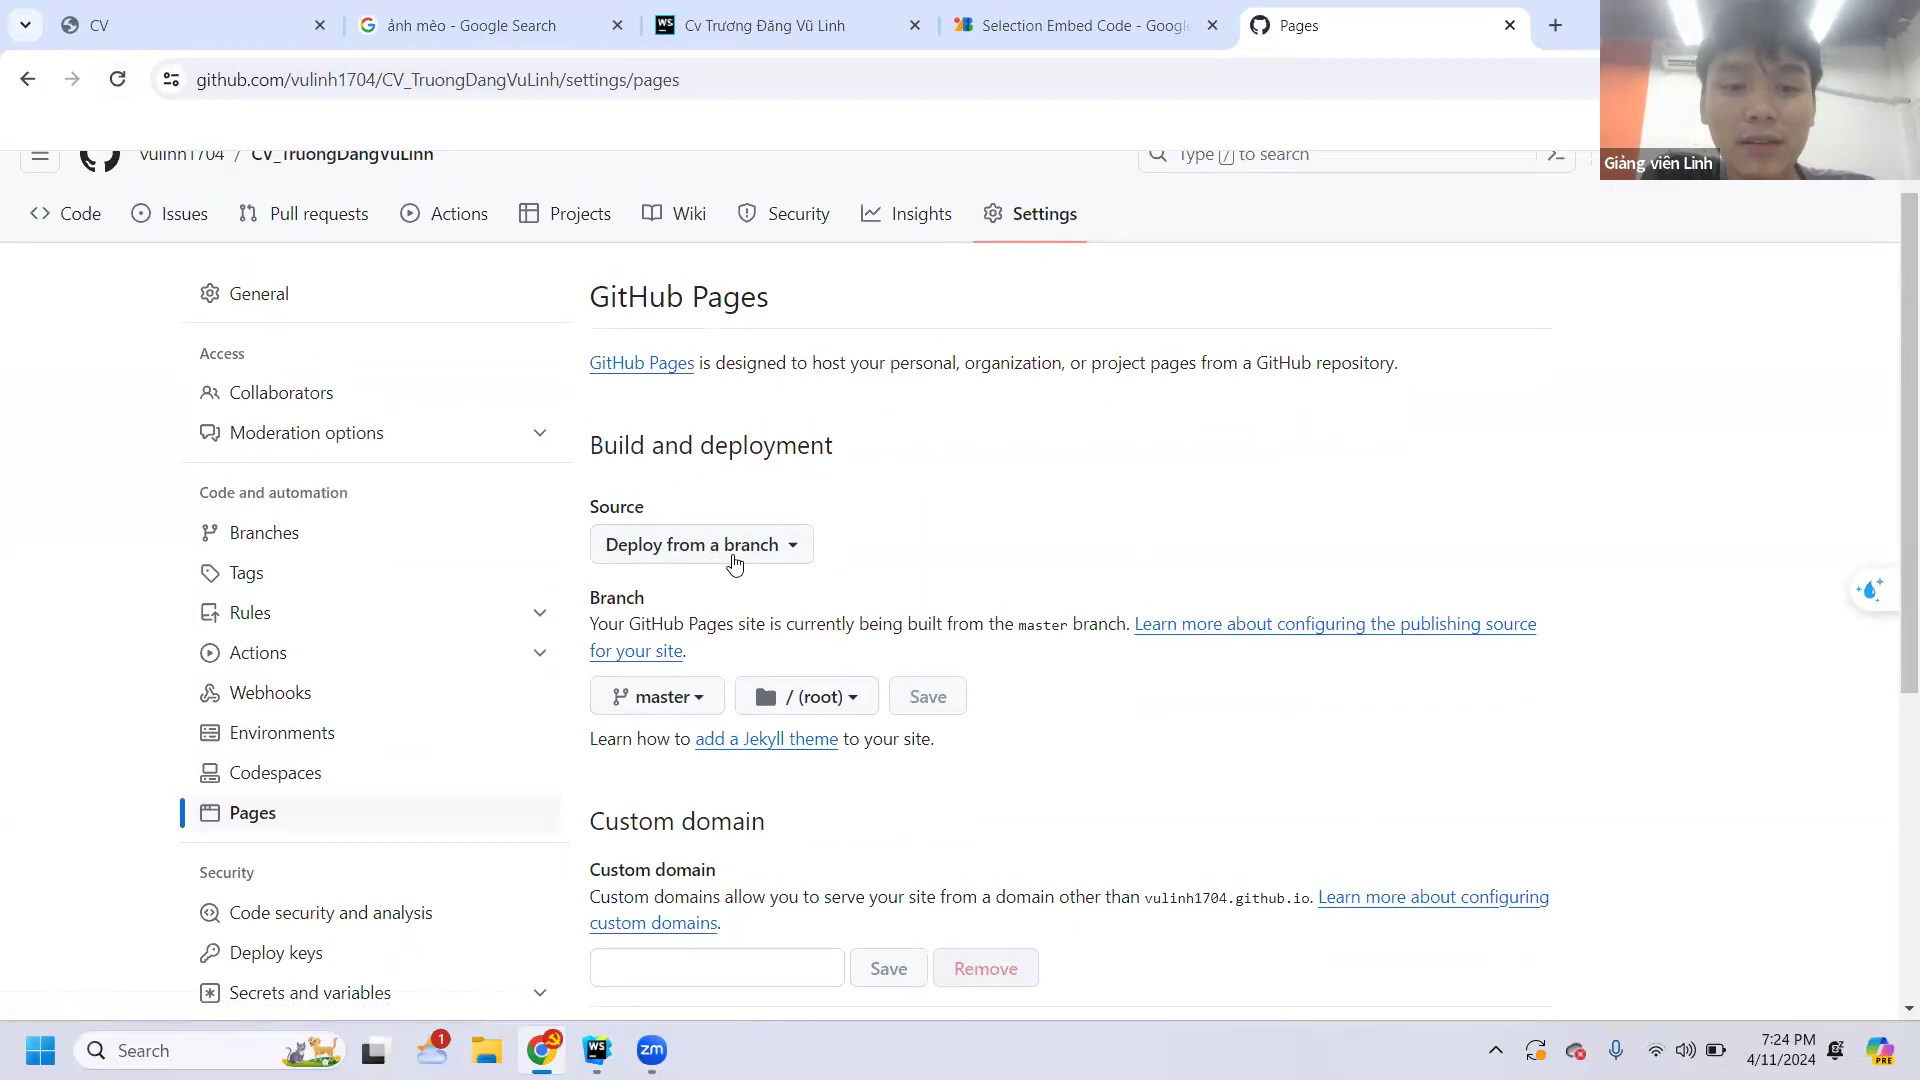 CV
ảnh mèo - Google Search
WS
Cv Trương Đăng Vũ Linh
Selection Embed Code - Google
Pages
github.com/vulinh1704/CV_TruongDangVuLinh/settings/pages
Giảng viên Linh
vulinh1704 / CV_TruongDangVuLinh
Type / to search
Code
Issues
Pull requests
Actions
Projects
Wiki
Security
Insights
Settings
General
Access
Collaborators
Moderation options
Code and automation
Branches
Tags
Rules
Actions
Webhooks
Environments
Codespaces
Pages
Security
Code security and analysis
Deploy keys
Secrets and variables
GitHub Pages
GitHub Pages is designed to host your personal, organization, or project pages from a GitHub repository.
Build and deployment
Source
Deploy from a branch
Branch
Your GitHub Pages site is currently being built from the master branch. Learn more about configuring the publishing source
for your site.
master
/ (root)
Save
Learn how to add a Jekyll theme to your site.
Custom domain
Custom domain
Custom domains allow you to serve your site from a domain other than vulinh1704.github.io. Learn more about configuring
custom domains.
Save
Remove
Search
1
WS
zm
7:24 PM
4/11/2024
PRE